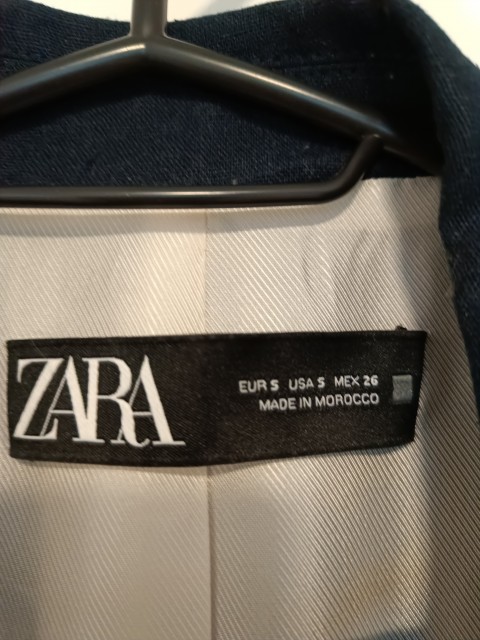 ZARA
EUR S USA S MEX 26
MADE IN MOROCCO